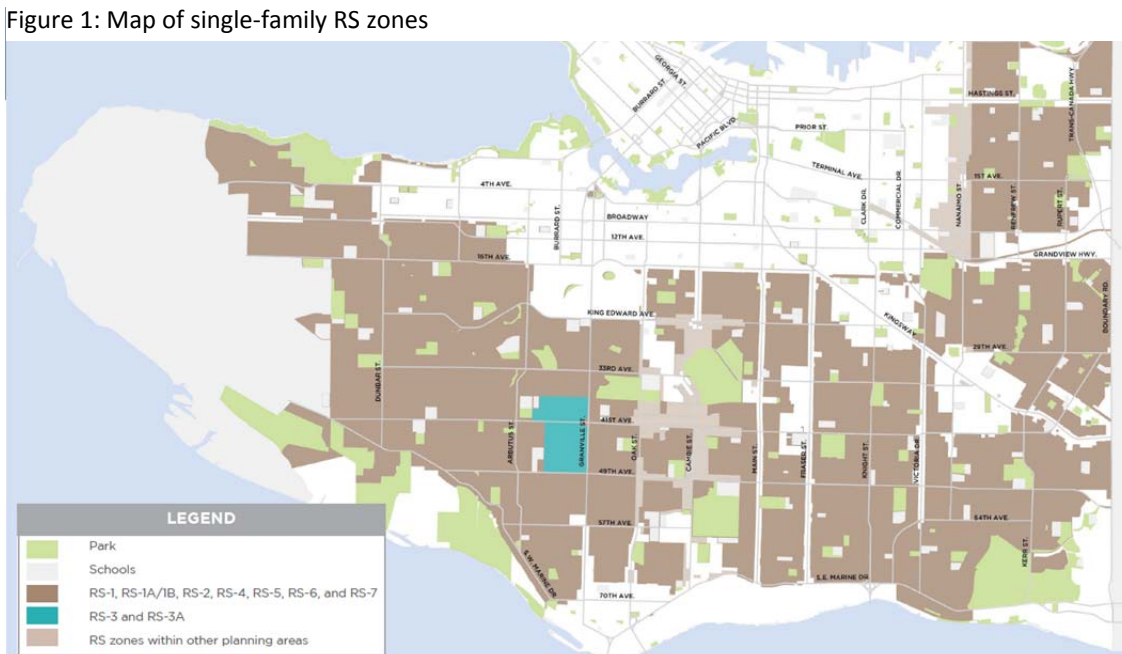 Figure 1: Map of single-family RS zones
GEORGIA ST.
BURRARD ST.
PACIFIC BLVD.
HASTINGS ST.
TRANS-CANADA HWY.
PRIOR ST.
TERMINAL AVE.
1ST AVE.
4TH AVE.
CLARK DR.
COMMERCIAL DR.
NANAIMO ST.
RENFREW ST.
RUPERT ST.
BURRARD ST.
BROADWAY
12TH AVE.
16TH AVE.
GRANDVIEW HWY.
BOUNDARY RD.
KING EDWARD AVE.
KINGSWAY
29TH AVE.
33RD AVE.
DUNBAR ST.
ARBUTUS ST.
GRANVILLE ST.
41ST AVE.
OAK ST.
CAMBIE ST.
MAIN ST.
FRASER ST.
KNIGHT ST.
VICTORIA DR.
49TH AVE.
57TH AVE.
54TH AVE.
KERR ST.
S.W. MARINE DR.
S.E. MARINE DR.
70TH AVE.
LEGEND
Park
Schools
RS-1, RS-1A/1B, RS-2, RS-4, RS-5, RS-6, and RS-7
RS-3 and RS-3A
RS zones within other planning areas